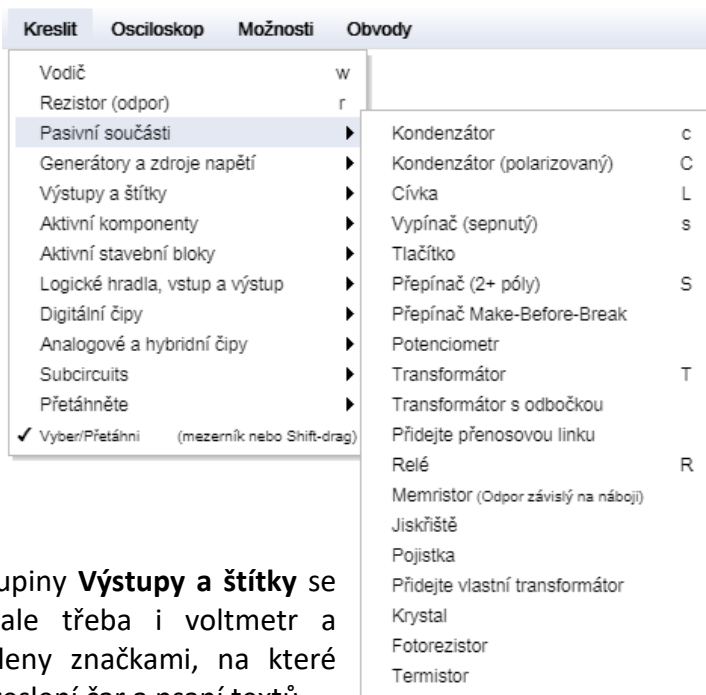 Kreslit Osciloskop Možnosti Obvody
Vodič w
Rezistor (odpor) r
Pasivní součásti
Generátory a zdroje napětí
Výstupy a štítky
Aktivní komponenty
Aktivní stavební bloky
Logické hradla, vstup a výstup
Digitální čipy
Analogové a hybridní čipy
Subcircuits
Přetáhněte
✓ Vyber/Přetáhni (mezerník nebo Shift-drag)
Kondenzátor c
Kondenzátor (polarizovaný) C
Cívka L
Vypínač (sepnutý) s
Tlačítko
Přepínač (2+ póly) S
Přepínač Make-Before-Break
Potenciometr
Transformátor T
Transformátor s odbočkou
Přidejte přenosovou linku
Relé R
Memristor (Odpor závislý na náboji)
Jiskřiště
Pojistka
Přidejte vlastní transformátor
Krystal
Fotorezistor
Termistor
upiny Výstupy a štítky se
ale třeba i voltmetr a
leny značkami, na které